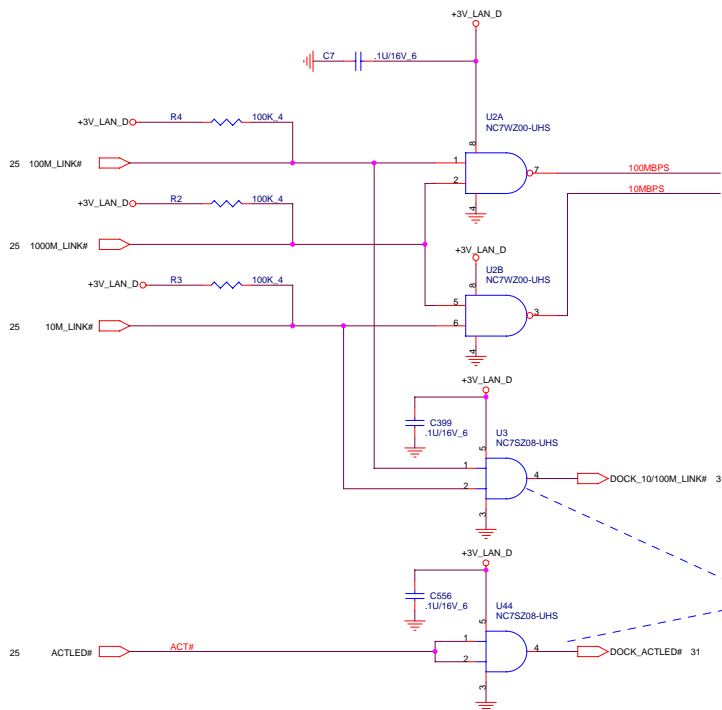 +3V_LAN_D
C7 .1U/16V_6
U2A
NC7WZ00-UHS
+3V_LAN_D R4 100K_4
8
25 100M_LINK# 1 7 100MBPS
2 10MBPS
+3V_LAN_D R2 100K_4
4
25 1000M_LINK#
+3V_LAN_D
U2B
NC7WZ00-UHS
+3V_LAN_D R3 100K_4
8
5 3
25 10M_LINK# 6
4
+3V_LAN_D
C399
.1U/16V_6
U3
NC7SZ08-UHS
5
1 4 DOCK_10/100M_LINK# 3
2
3
+3V_LAN_D
C556
.1U/16V_6
U44
NC7SZ08-UHS
5
1
25 ACTLED# ACT# 4 DOCK_ACTLED# 31
2
3